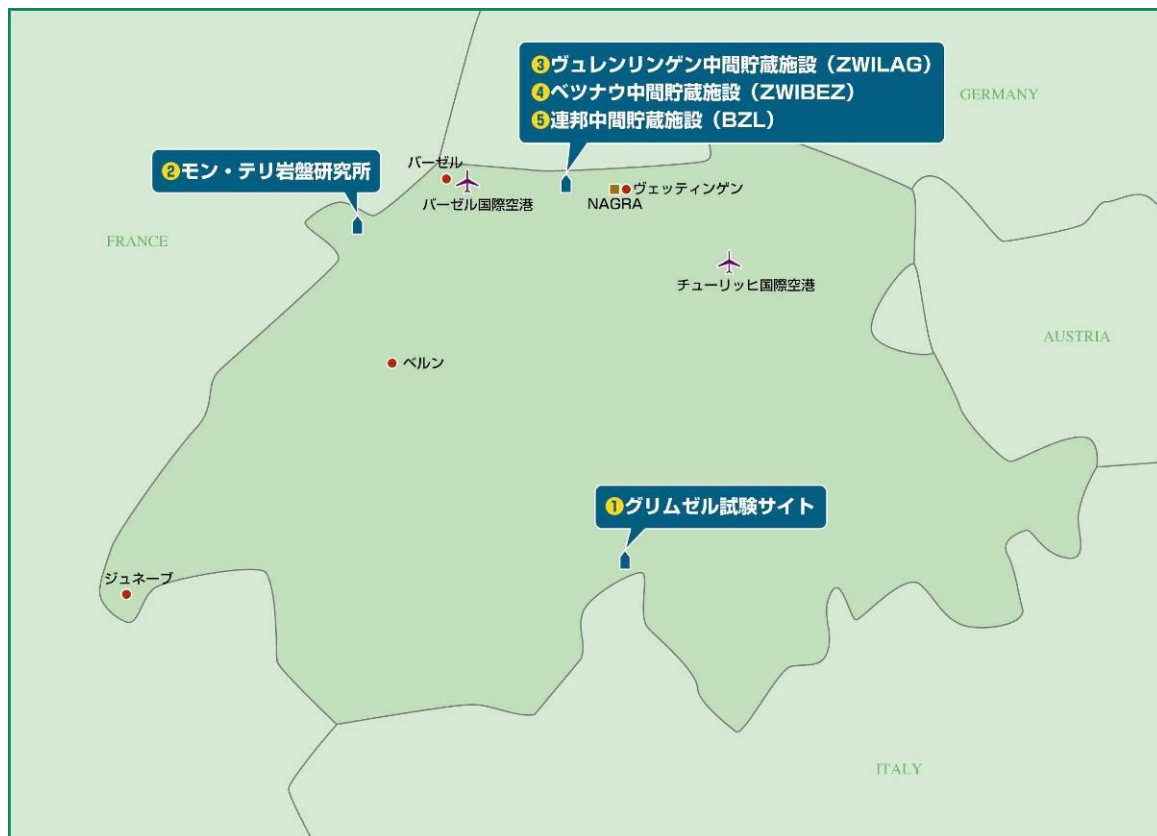 ❸ヴュレンリンゲン中間貯蔵施設(ZWILAG)
❹ベツナウ中間貯蔵施設(ZWIBEZ)
❺連邦中間貯蔵施設(BZL)
GERMANY
❷モン・テリ岩盤研究所
バーゼル
バーゼル国際空港
ヴェッティンゲン
NAGRA
FRANCE
チューリッヒ国際空港
AUSTRIA
ベルン
❶グリムゼル試験サイト
ジュネーブ
ITALY